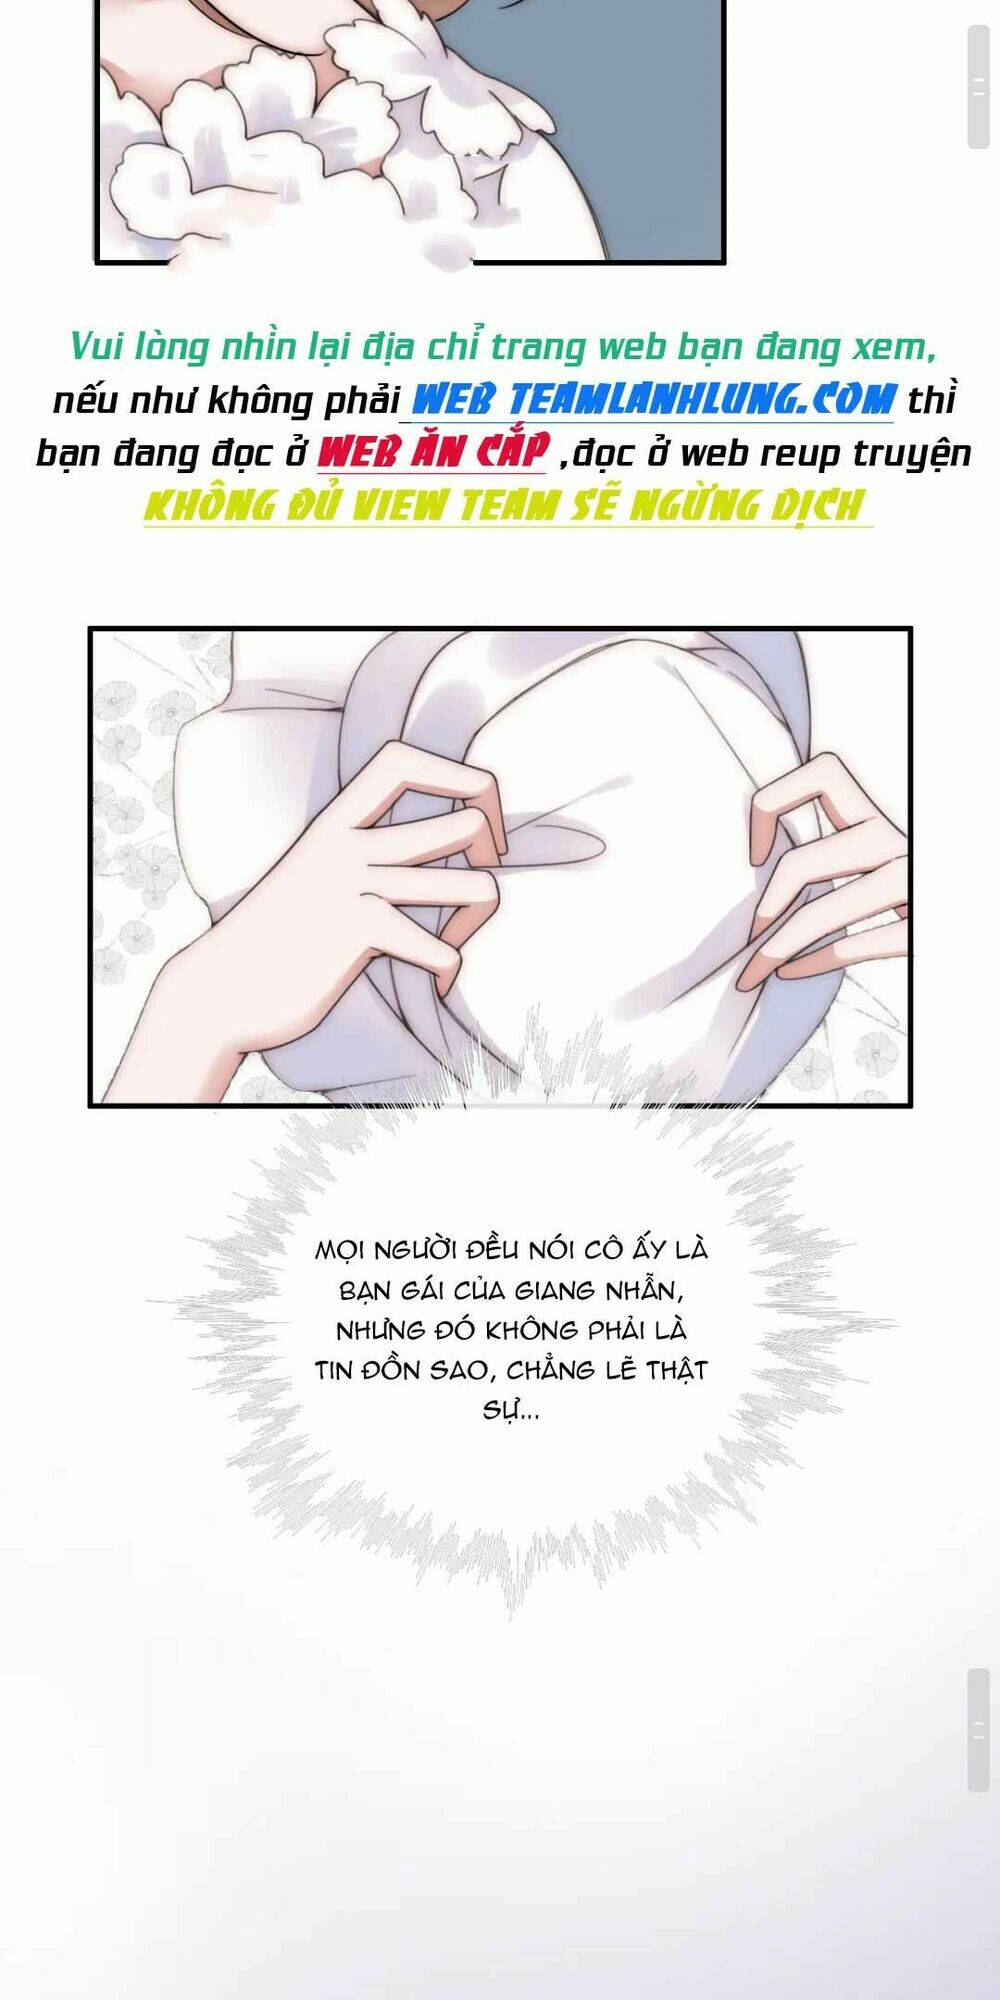 Vui lòng nhìn lại địa chỉ trang web bạn đang xem,
nếu như không phải WEB TEAMLANHLUNG.COM thì
bạn đang đọc ở WEB ĂN CẮP ,đọc ở web reup truyện
KHÔNG ĐỦ VIEW TEAM SẼ NGỪNG DỊCH
MỌI NGƯỜI ĐỀU NÓI CÔ ẤY LÀ
BẠN GÁI CỦA GIANG NHẪN,
NHƯNG ĐÓ KHÔNG PHẢI LÀ
TIN ĐỒN SAO, CHẲNG LẼ THẬT
SỰ...